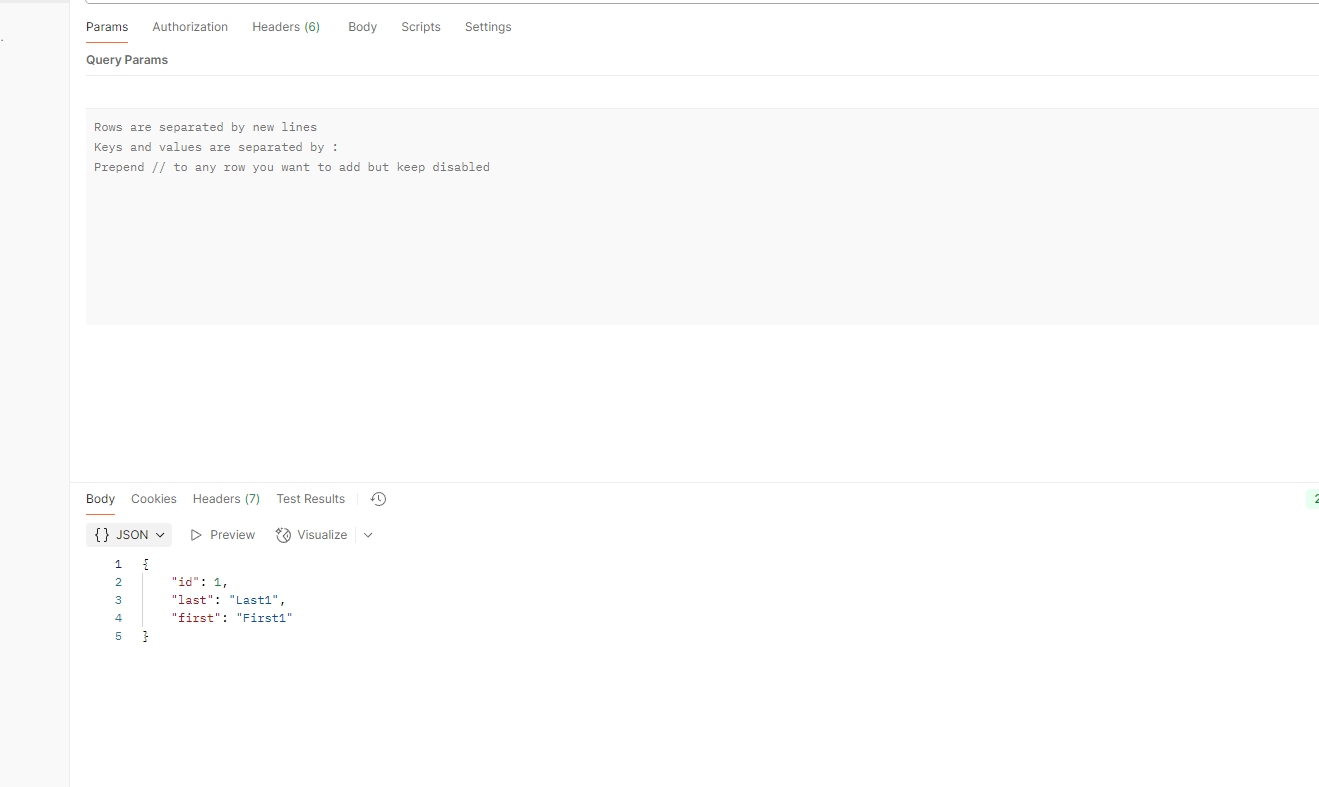 Params Authorization Headers (6) Body Scripts Settings
Query Params
Rows are separated by new lines
Keys and values are separated by :
Prepend // to any row you want to add but keep disabled
Body Cookies Headers (7) Test Results
2
{} JSON Preview Visualize
1 {
2 "id": 1,
3 "last": "Last1",
4 "first": "First1"
5 }